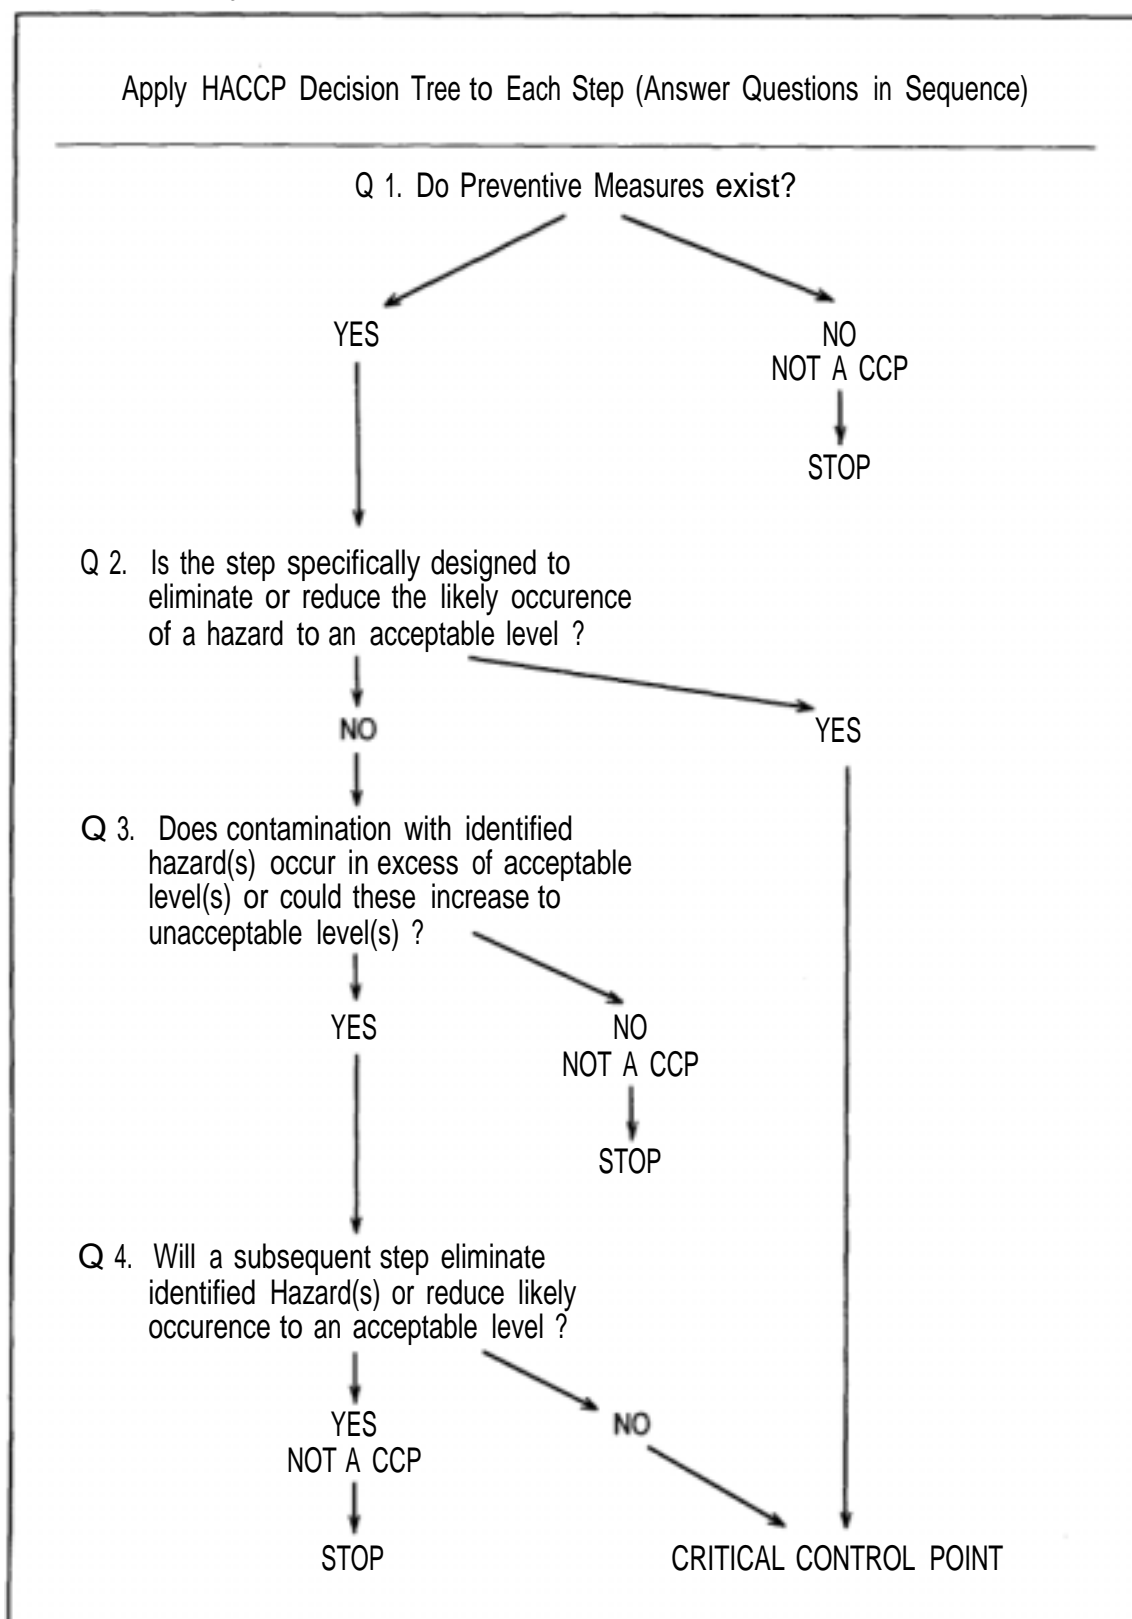 Apply HACCP Decision Tree to Each Step (Answer Questions in Sequence)
Q 1. Do Preventive Measures exist?
YES
NO
NOT A CCP
STOP
Q 2. Is the step specifically designed to
eliminate or reduce the likely occurence
of a hazard to an acceptable level ?
NO
YES
Q 3. Does contamination with identified
hazard(s) occur in excess of acceptable
level(s) or could these increase to
unacceptable level(s) ?
YES
NO
NOT A CCP
STOP
Q 4. Will a subsequent step eliminate
identified Hazard(s) or reduce likely
occurence to an acceptable level ?
YES
NOT A CCP
NO
STOP
CRITICAL CONTROL POINT